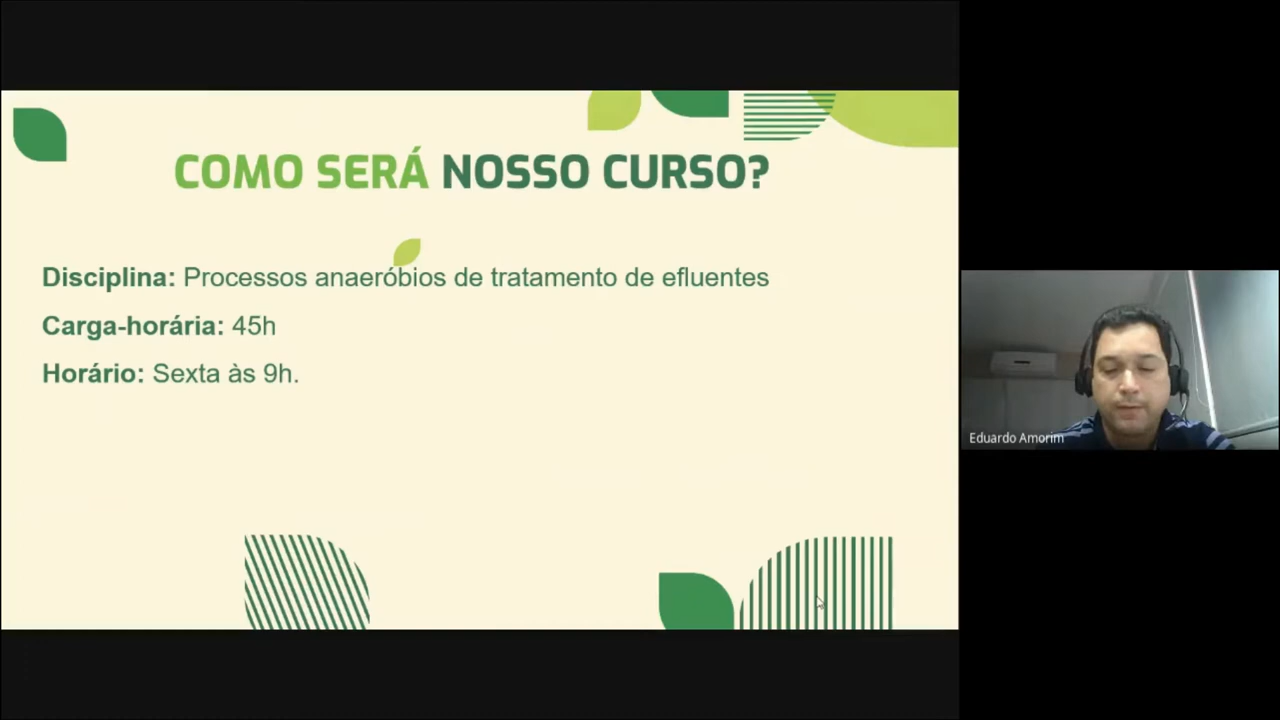 COMO SERÁ NOSSO CURSO?
Disciplina: Processos anaeróbios de tratamento de efluentes
Carga-horária: 45h
Horário: Sexta às 9h.
Eduardo Amorim